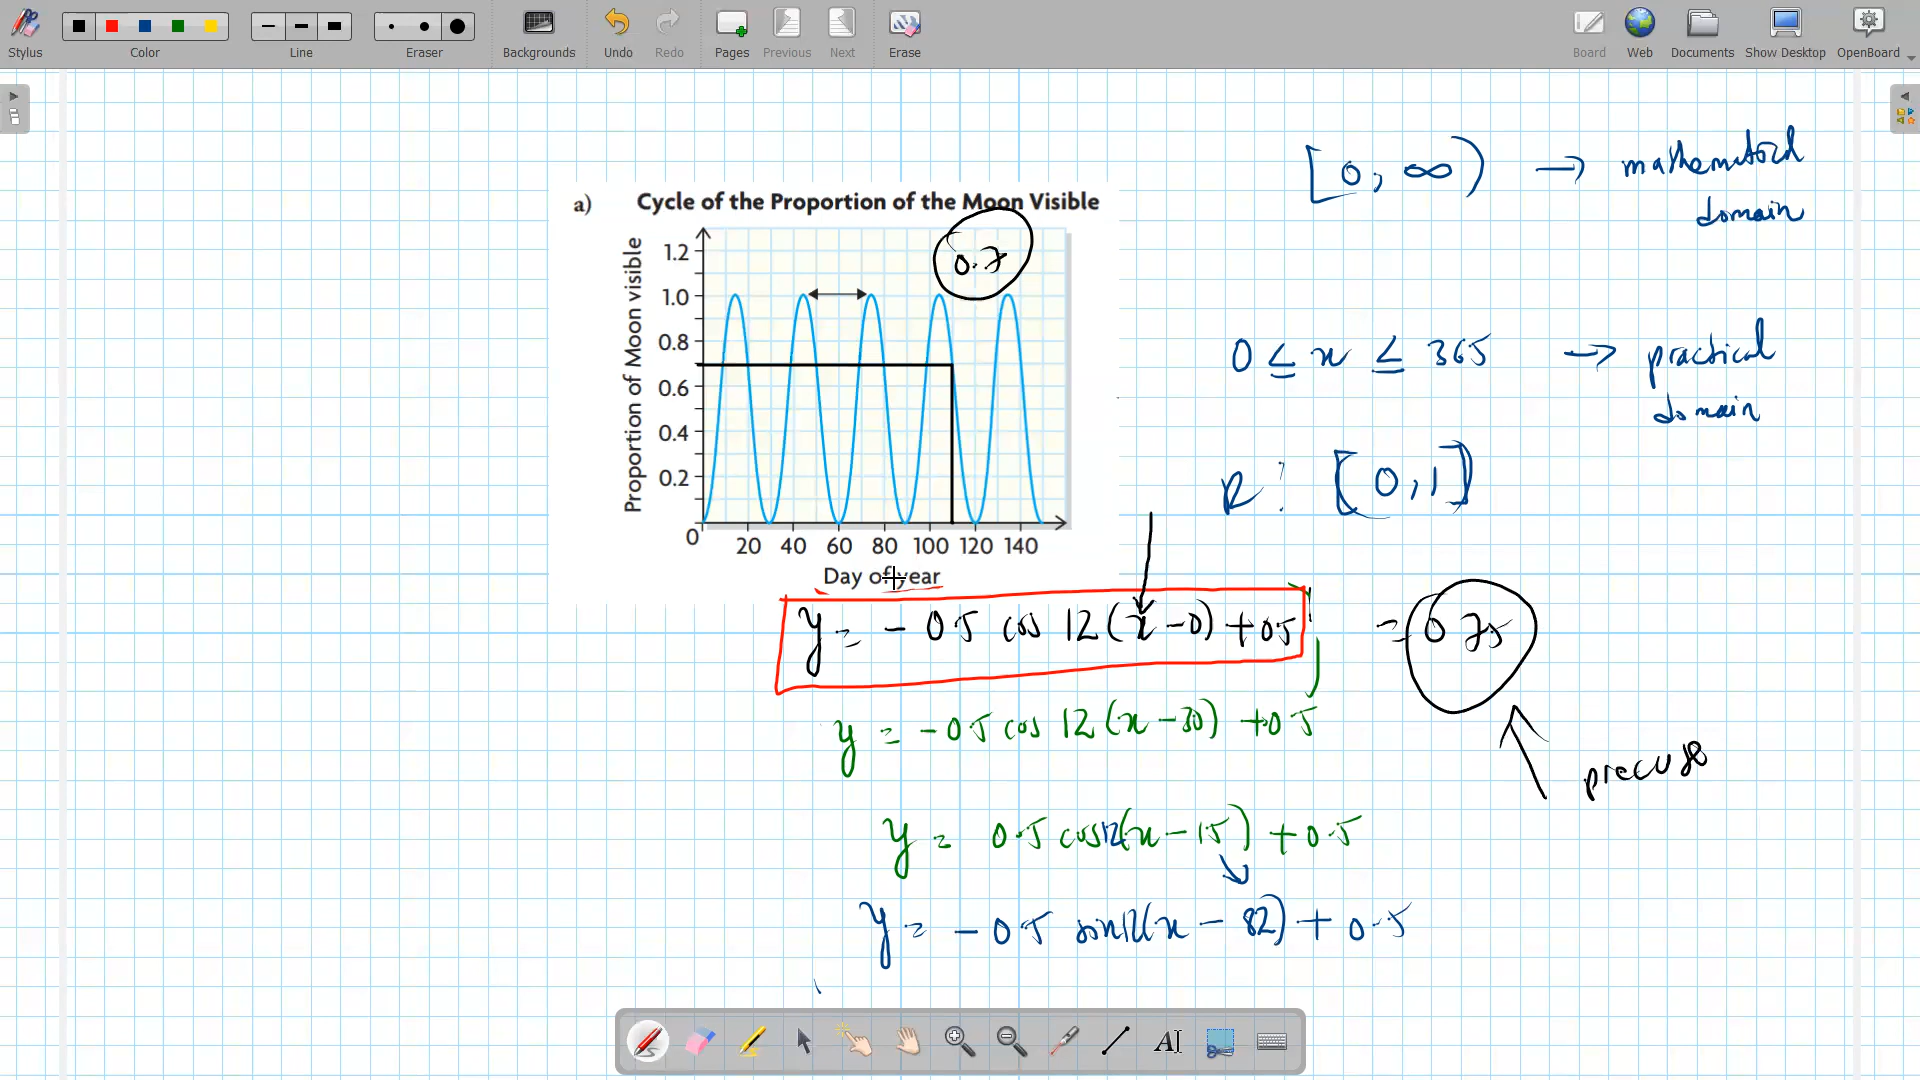 Stylus Color Line Eraser Backgrounds Undo Redo Pages Previous Next Erase Board Web Documents Show Desktop OpenBoard
[0, ∞) → mathematical
domain
a) Cycle of the Proportion of the Moon Visible
0.7
Proportion of Moon visible
1.2
1.0
0.8
0.6
0.4
0.2
0
20 40 60 80 100 120 140
Day of year
0 ≤ x ≤ 365 → practical
domain
R: [0,1]
y = - 0.5 cos 12(x-0) + 0.5 = 0.75
y = -0.5 cos 12(x-30) +0.5
precise
y = 0.5 cos12(x-15) + 0.5
y = - 0.5 sin12(x - 82) + 0.5
AI